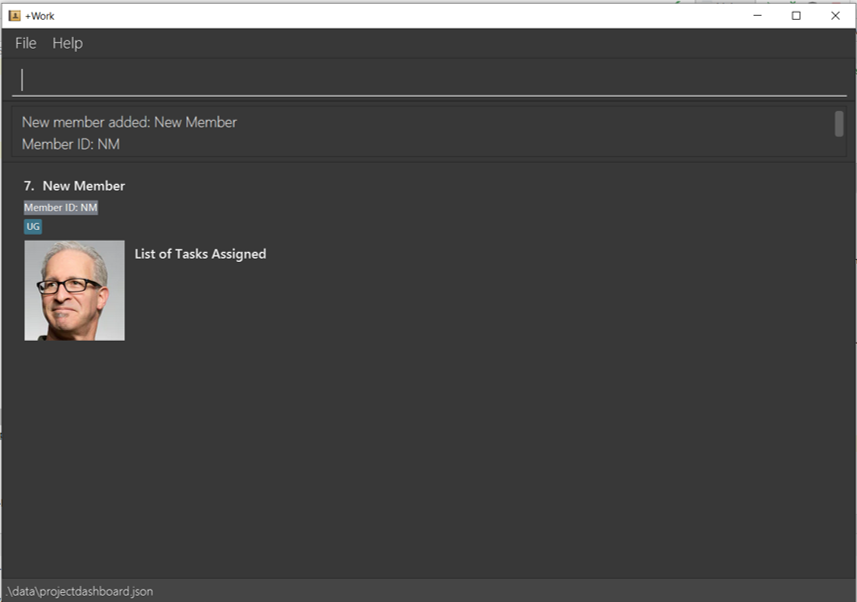 +Work
File Help
New member added: New Member
Member ID: NM
7. New Member
Member ID: NM
UG
List of Tasks Assigned
.\data\projectdashboard.json